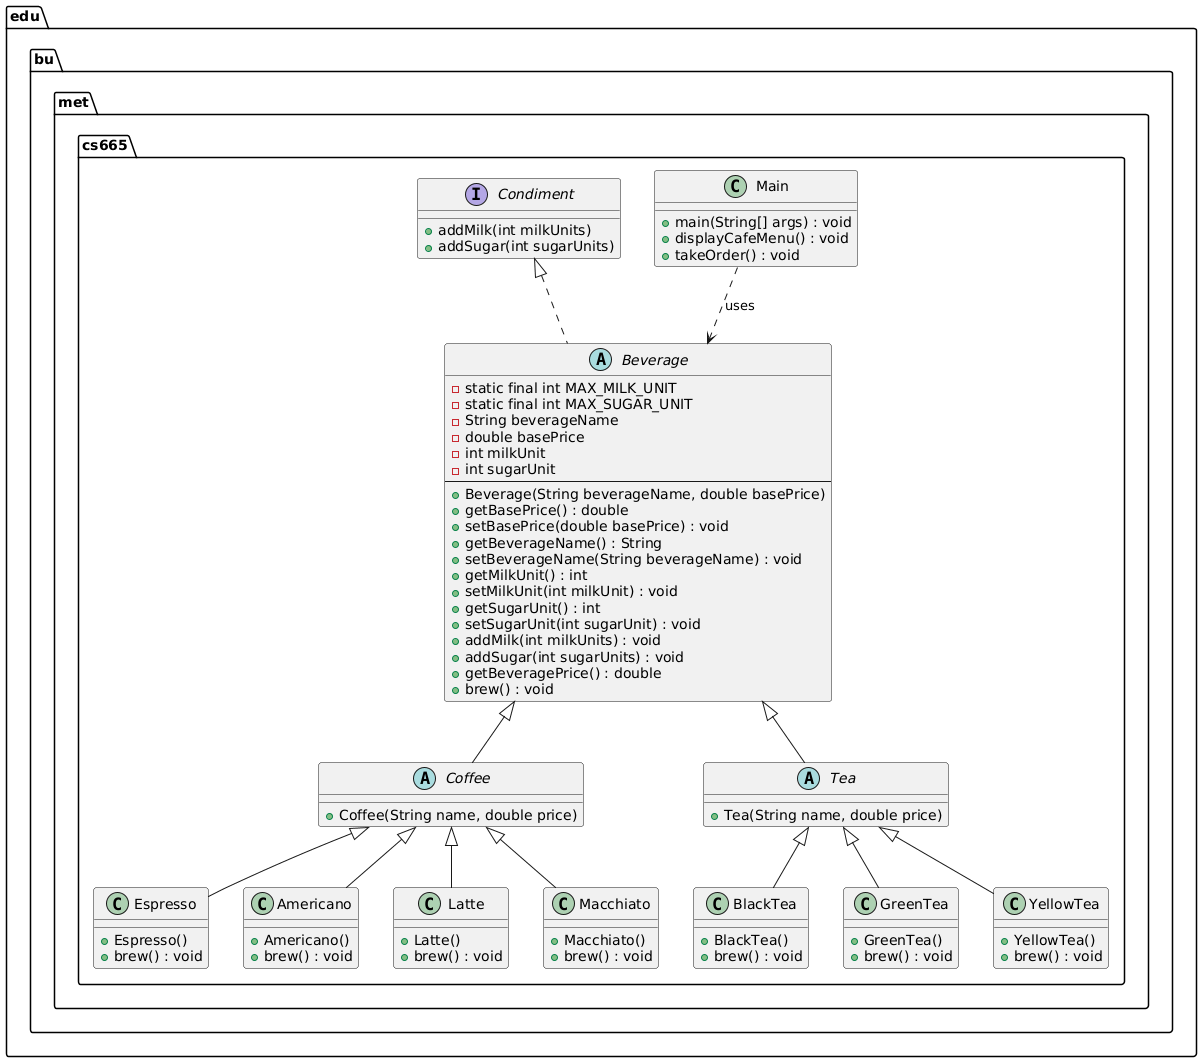 edu
bu
met
cs665
I Condiment
addMilk(int milkUnits)
addSugar(int sugarUnits)
C Main
main(String[] args) : void
displayCafeMenu() : void
takeOrder() : void
uses
A Beverage
static final int MAX_MILK_UNIT
static final int MAX_SUGAR_UNIT
String beverageName
double basePrice
int milkUnit
int sugarUnit
Beverage(String beverageName, double basePrice)
getBasePrice() : double
setBasePrice(double basePrice) : void
getBeverageName() : String
setBeverageName(String beverageName) : void
getMilkUnit() : int
setMilkUnit(int milkUnit) : void
getSugarUnit() : int
setSugarUnit(int sugarUnit) : void
addMilk(int milkUnits) : void
addSugar(int sugarUnits) : void
getBeveragePrice() : double
brew() : void
A Coffee
Coffee(String name, double price)
A Tea
Tea(String name, double price)
C Espresso
Espresso()
brew() : void
C Americano
Americano()
brew() : void
C Latte
Latte()
brew() : void
C Macchiato
Macchiato()
brew() : void
C BlackTea
BlackTea()
brew() : void
C GreenTea
GreenTea()
brew() : void
C YellowTea
YellowTea()
brew() : void